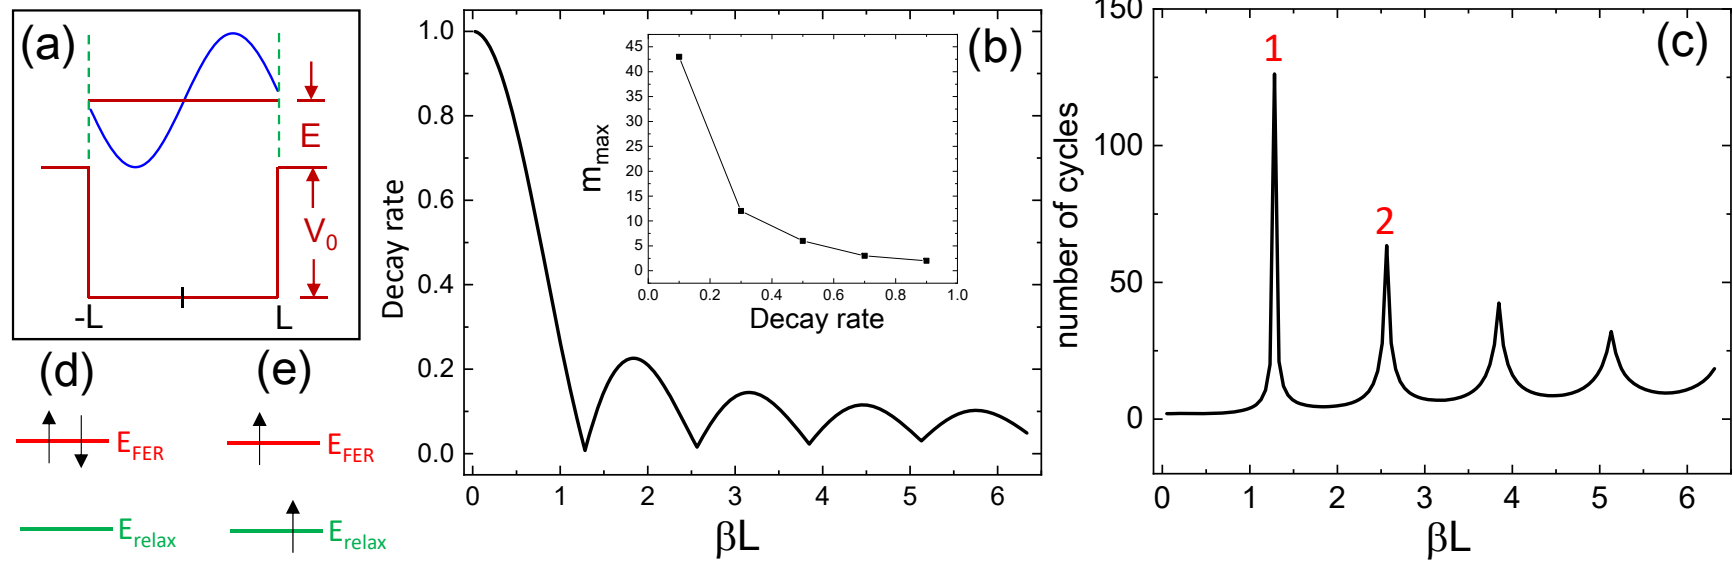 (a)
E
V0
-L
L
(d)
(e)
EFER
Erelax
EFER
Erelax
(b)
Decay rate
1.0
0.8
0.6
0.4
0.2
0.0
0
1
2
3
4
5
6
βL
mmax
45
40
35
30
25
20
15
10
5
0
0.0
0.2
0.4
0.6
0.8
1.0
Decay rate
(c)
number of cycles
150
100
50
0
1
2
0
1
2
3
4
5
6
βL